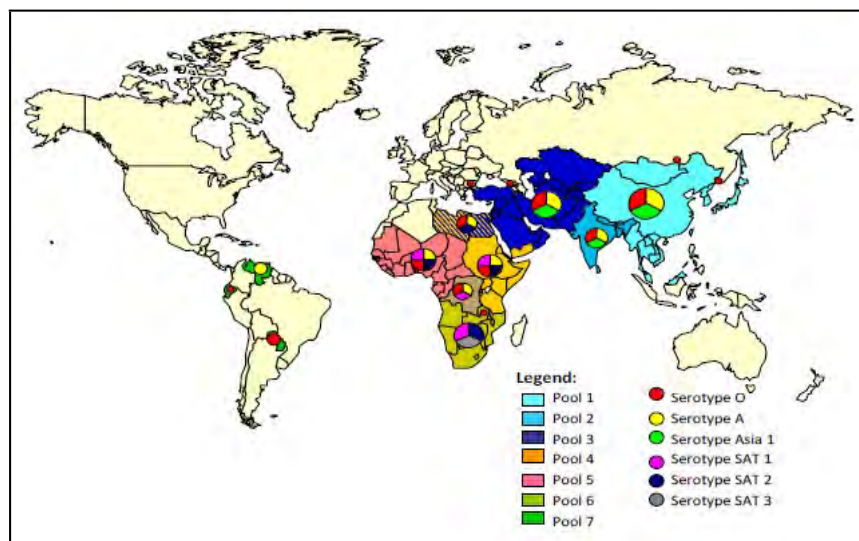 Legend:
Pool 1
Pool 2
Pool 3
Pool 4
Pool 5
Pool 6
Pool 7
Serotype O
Serotype A
Serotype Asia 1
Serotype SAT 1
Serotype SAT 2
Serotype SAT 3